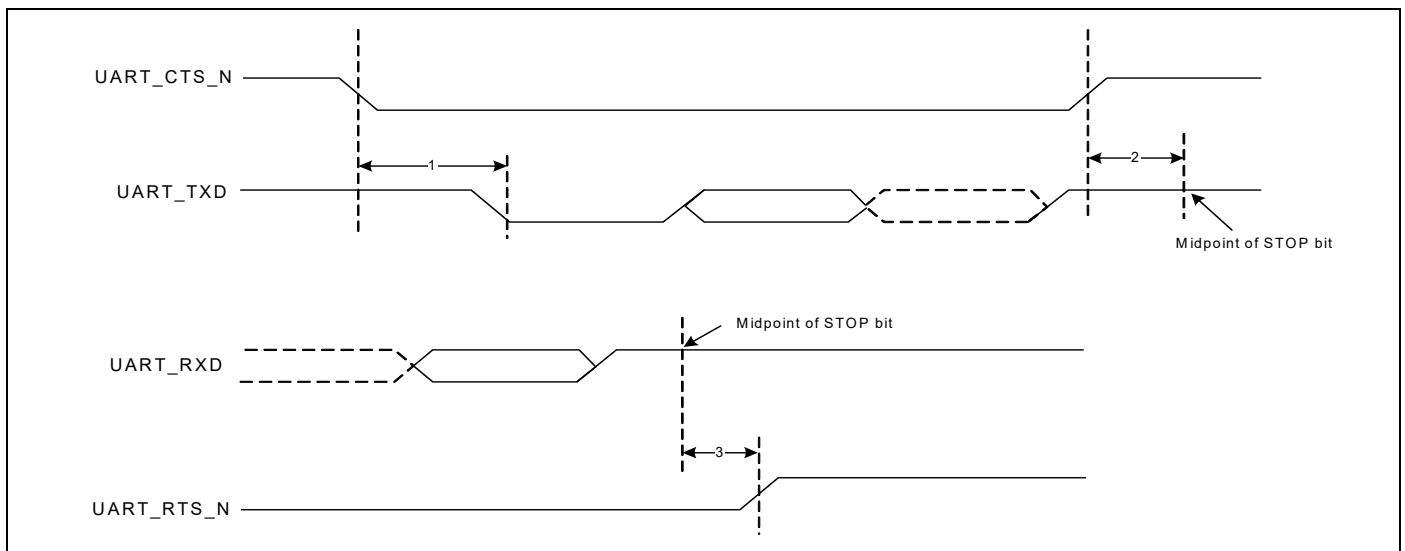 UART_CTS_N
1
2
UART_TXD
Midpoint of STOP bit
Midpoint of STOP bit
UART_RXD
3
UART_RTS_N